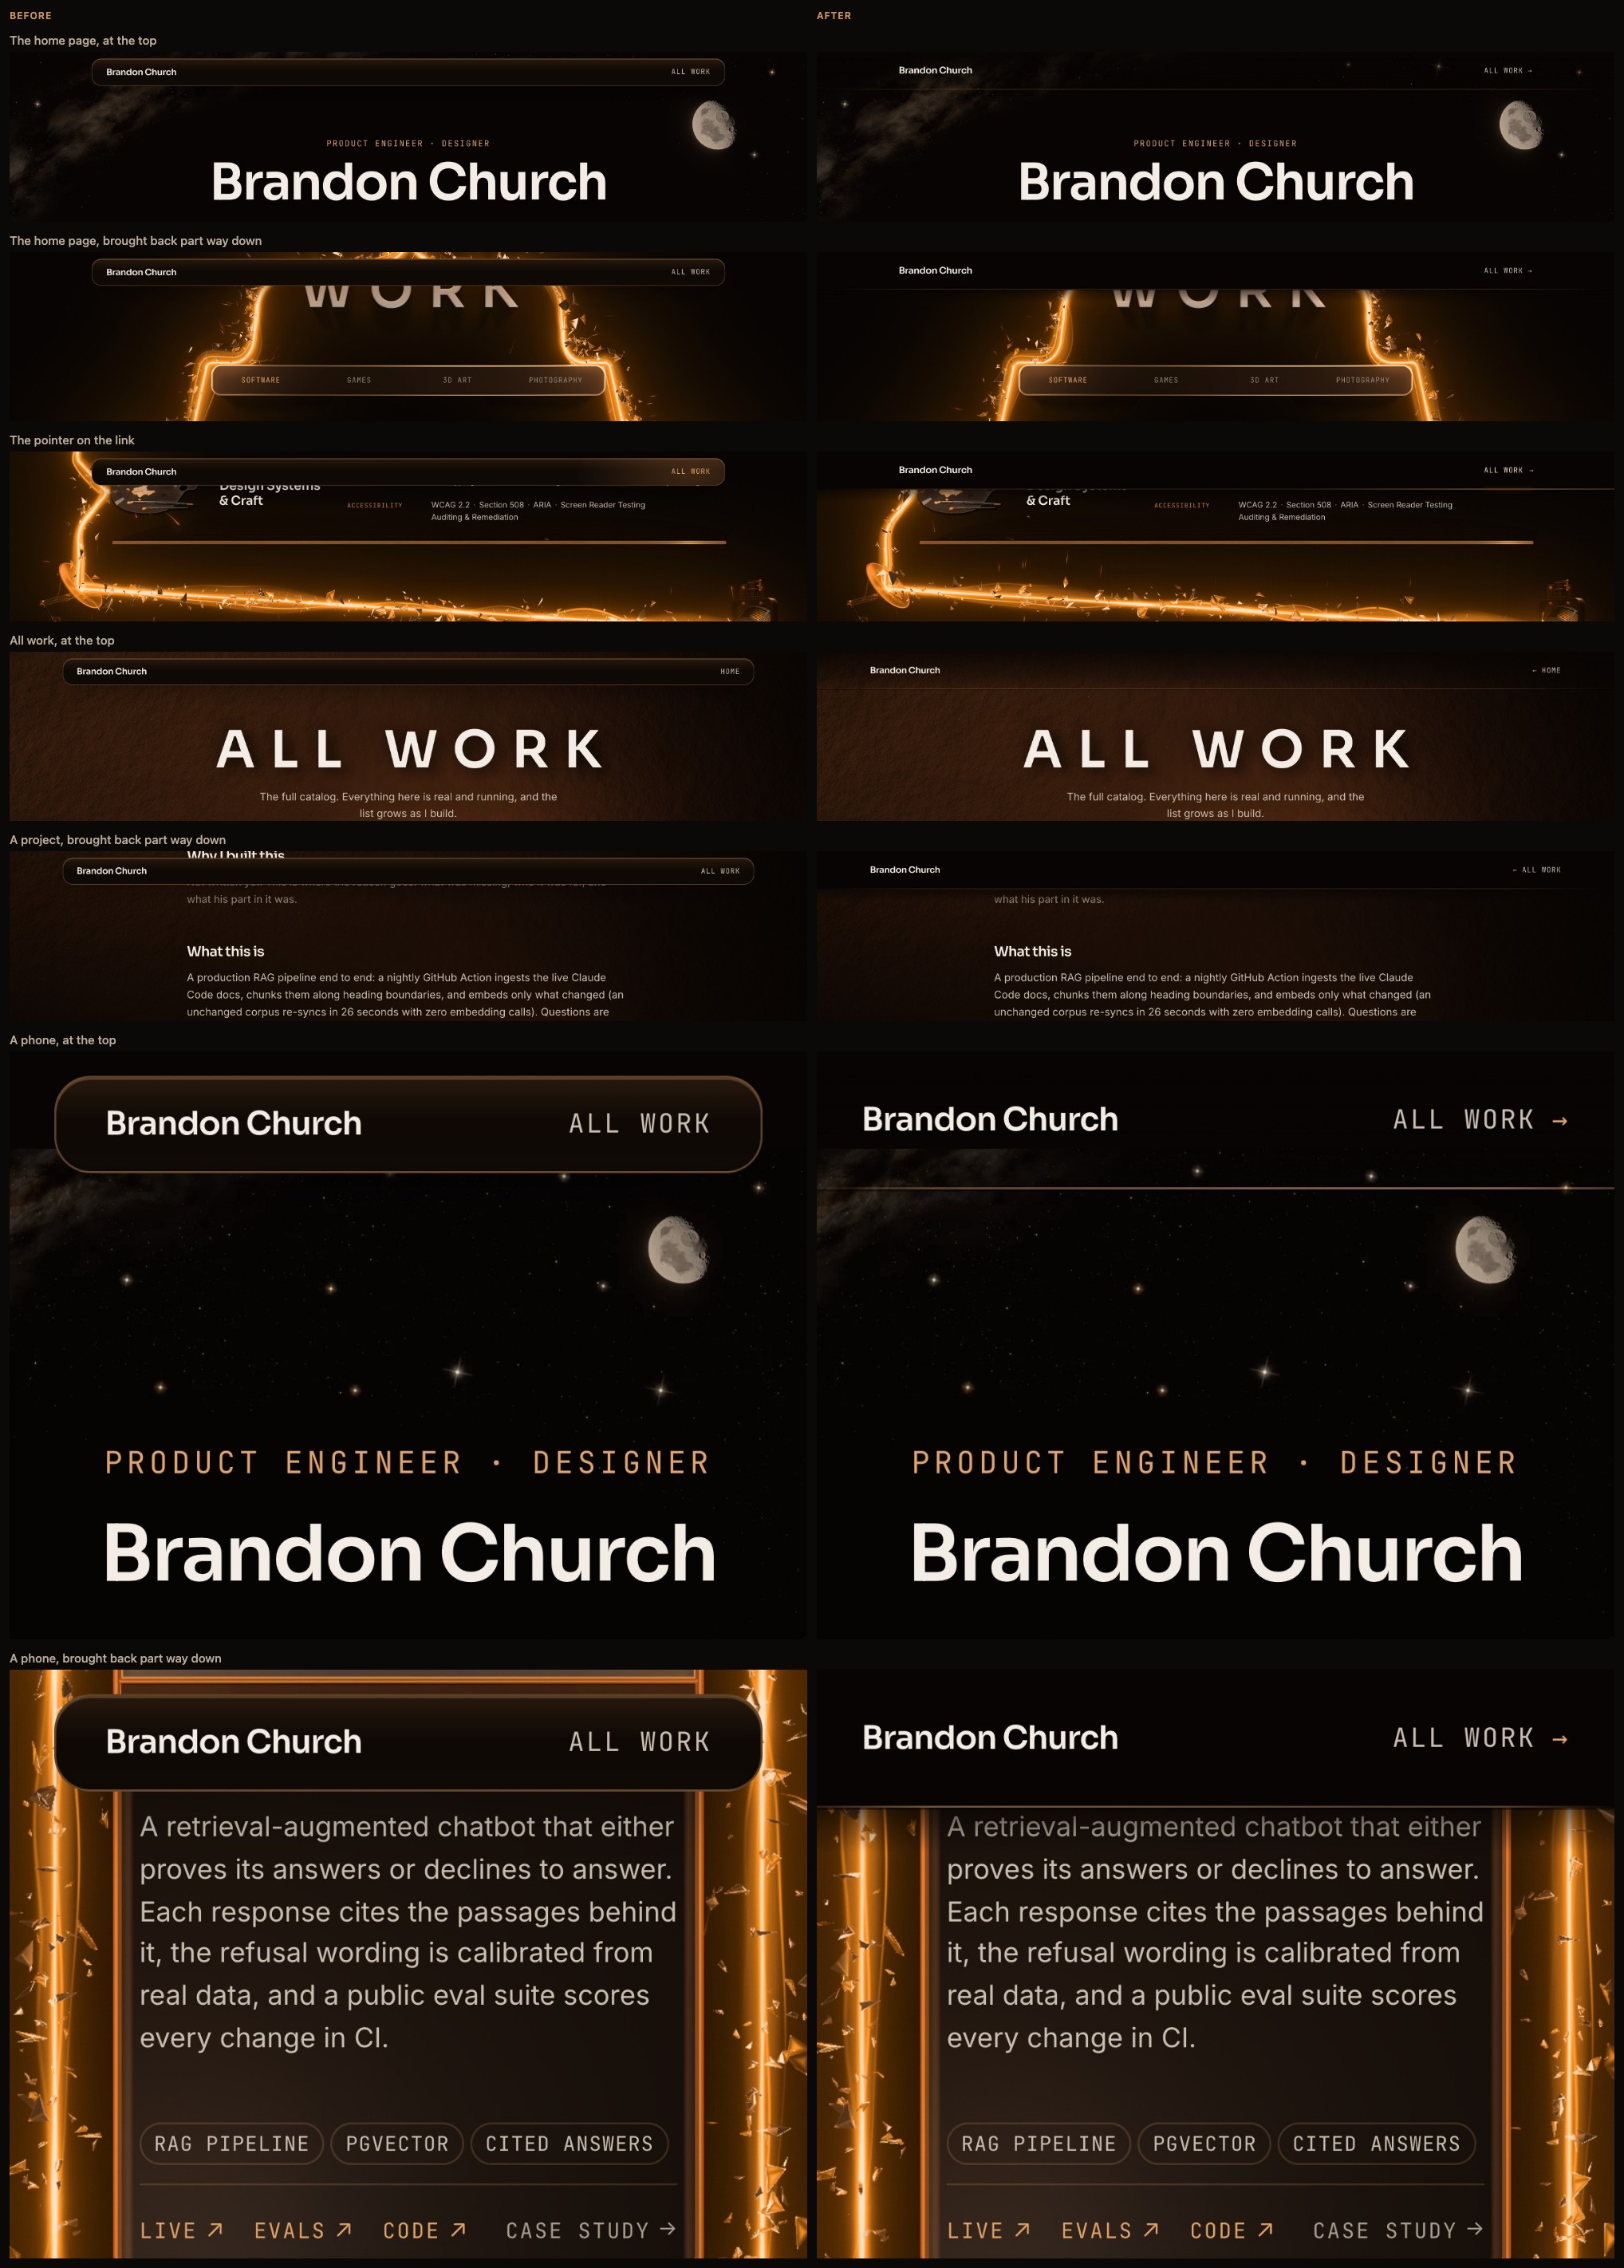 BEFORE
AFTER
The home page, at the top
Brandon Church
ALL WORK
PRODUCT ENGINEER · DESIGNER
Brandon Church
Brandon Church
ALL WORK →
PRODUCT ENGINEER · DESIGNER
Brandon Church
The home page, brought back part way down
Brandon Church
ALL WORK
WORK
SOFTWARE
GAMES
3D ART
PHOTOGRAPHY
Brandon Church
ALL WORK →
WORK
SOFTWARE
GAMES
3D ART
PHOTOGRAPHY
The pointer on the link
Brandon Church
ALL WORK
Design Systems
& Craft
ACCESSIBILITY
WCAG 2.2 · Section 508 · ARIA · Screen Reader Testing
Auditing & Remediation
Brandon Church
ALL WORK →
& Craft
ACCESSIBILITY
WCAG 2.2 · Section 508 · ARIA · Screen Reader Testing
Auditing & Remediation
All work, at the top
Brandon Church
HOME
ALL WORK
The full catalog. Everything here is real and running, and the
list grows as I build.
Brandon Church
← HOME
ALL WORK
The full catalog. Everything here is real and running, and the
list grows as I build.
A project, brought back part way down
Why I built this
Brandon Church
ALL WORK
what his part in it was.
What this is
A production RAG pipeline end to end: a nightly GitHub Action ingests the live Claude
Code docs, chunks them along heading boundaries, and embeds only what changed (an
unchanged corpus re-syncs in 26 seconds with zero embedding calls). Questions are
Brandon Church
← ALL WORK
what his part in it was.
What this is
A production RAG pipeline end to end: a nightly GitHub Action ingests the live Claude
Code docs, chunks them along heading boundaries, and embeds only what changed (an
unchanged corpus re-syncs in 26 seconds with zero embedding calls). Questions are
A phone, at the top
Brandon Church
ALL WORK
PRODUCT ENGINEER · DESIGNER
Brandon Church
Brandon Church
ALL WORK →
PRODUCT ENGINEER · DESIGNER
Brandon Church
A phone, brought back part way down
Brandon Church
ALL WORK
A retrieval-augmented chatbot that either
proves its answers or declines to answer.
Each response cites the passages behind
it, the refusal wording is calibrated from
real data, and a public eval suite scores
every change in CI.
RAG PIPELINE
PGVECTOR
CITED ANSWERS
LIVE ↗
EVALS ↗
CODE ↗
CASE STUDY →
Brandon Church
ALL WORK →
A retrieval-augmented chatbot that either
proves its answers or declines to answer.
Each response cites the passages behind
it, the refusal wording is calibrated from
real data, and a public eval suite scores
every change in CI.
RAG PIPELINE
PGVECTOR
CITED ANSWERS
LIVE ↗
EVALS ↗
CODE ↗
CASE STUDY →